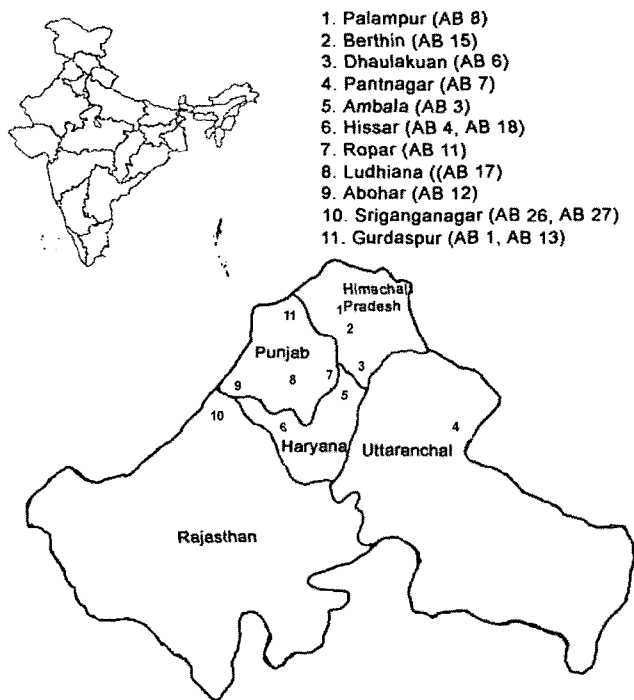 1. Palampur (AB 8)
2. Berthin (AB 15)
3. Dhaulakuan (AB 6)
4. Pantnagar (AB 7)
5. Ambala (AB 3)
6. Hissar (AB 4, AB 18)
7. Ropar (AB 11)
8. Ludhiana ((AB 17)
9. Abohar (AB 12)
10. Sriganganagar (AB 26, AB 27)
11. Gurdaspur (AB 1, AB 13)
Himachal
1 Pradesh
11
2
Punjab
3
7
8
9
5
10
6
4
Haryana
Uttaranchal
Rajasthan